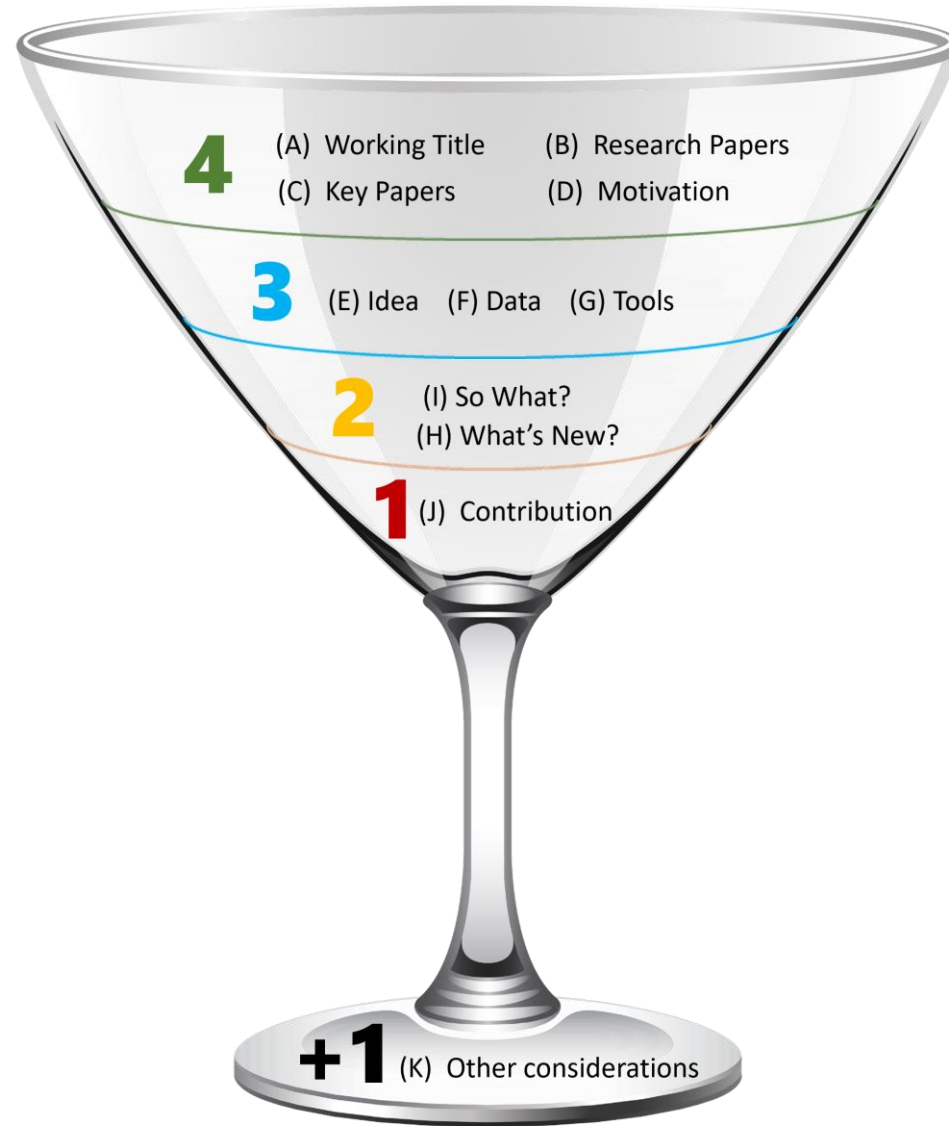 4 (A) Working Title (B) Research Papers
(C) Key Papers (D) Motivation
3 (E) Idea (F) Data (G) Tools
2 (I) So What?
(H) What's New?
1 (J) Contribution
+1 (K) Other considerations